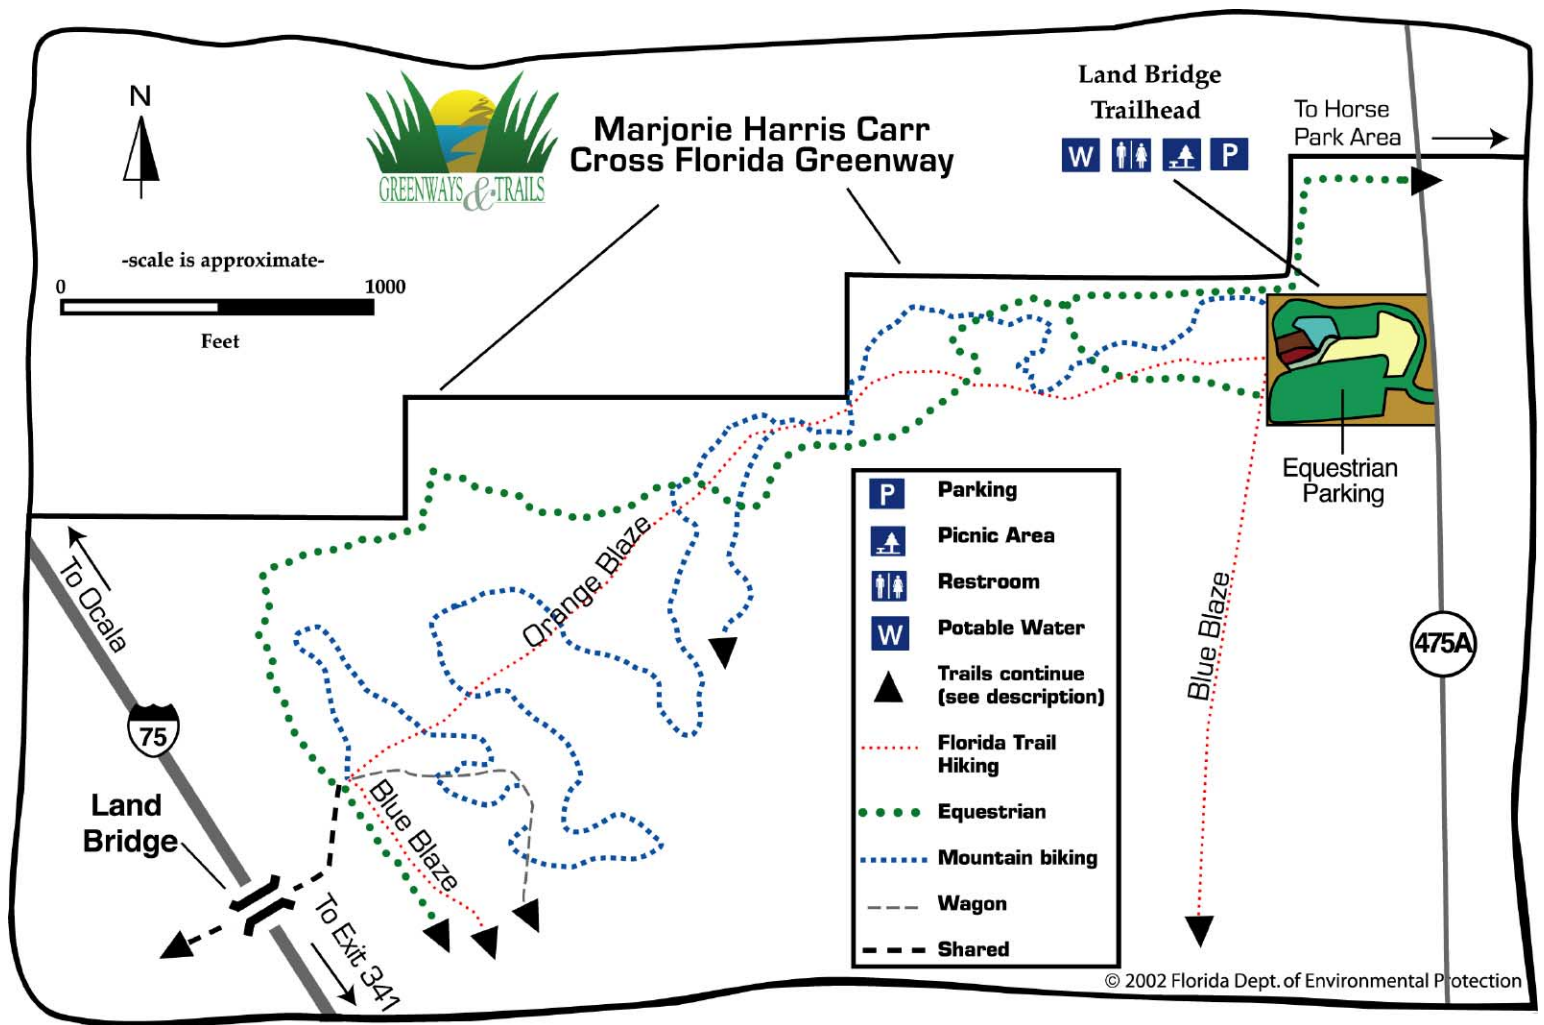 N
GREENWAYS & TRAILS
Marjorie Harris Carr
Cross Florida Greenway
Land Bridge
Trailhead
W
P
To Horse
Park Area
-scale is approximate-
0 1000
Feet
Equestrian
Parking
To Ocala
75
Land
Bridge
To Exit 341
Orange Blaze
Blue Blaze
Blue Blaze
475A
P Parking
Picnic Area
Restroom
W Potable Water
Trails continue
(see description)
Florida Trail
Hiking
Equestrian
Mountain biking
Wagon
Shared
© 2002 Florida Dept. of Environmental Protection